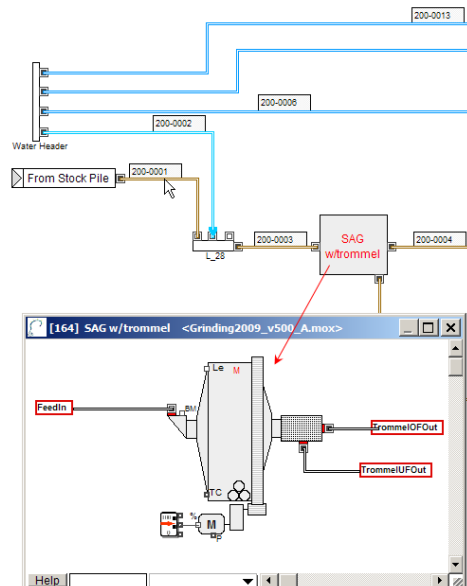 200-0013
200-0006
200-0002
Water Header
From Stock Pile
200-0001
L_28
200-0003
SAG
w/trommel
200-0004
[164] SAG w/trommel <Grinding2009_v500_A.mox>
Le
M
FeedIn
BM
TrommelOFOut
TrommelUFOut
TC
%
M
P
Help